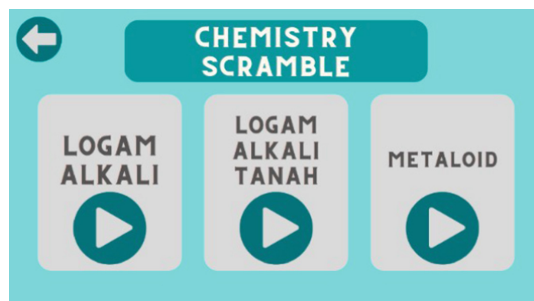 CHEMISTRY
SCRAMBLE
LOGAM
ALKALI
LOGAM
ALKALI
TANAH
METALOID